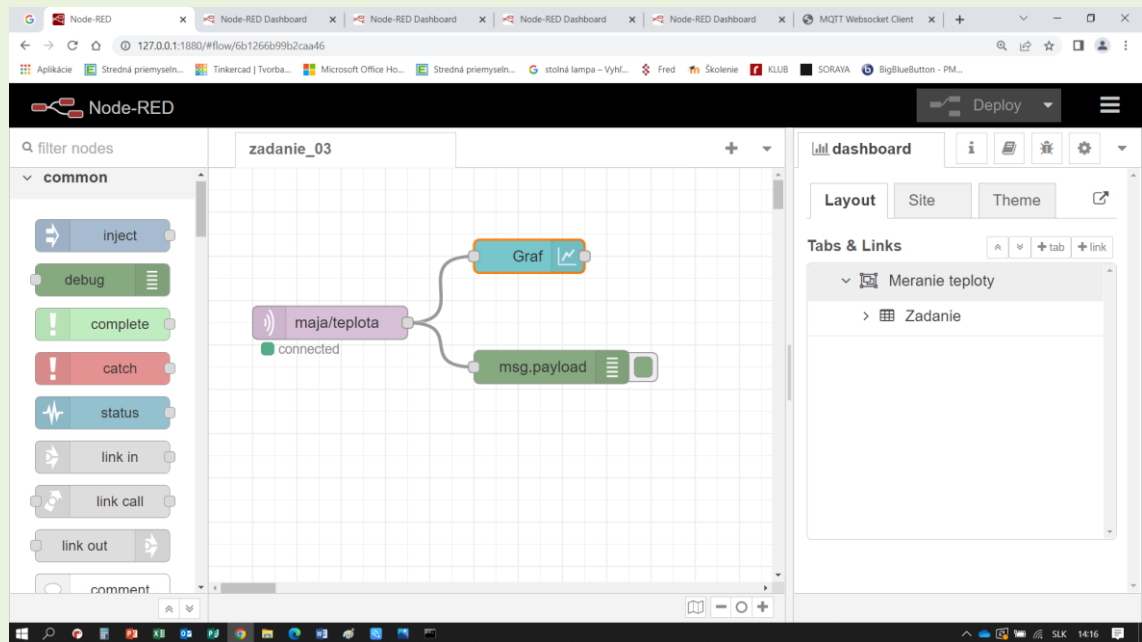 Node-RED
Node-RED Dashboard
Node-RED Dashboard
Node-RED Dashboard
Node-RED Dashboard
MQTT Websocket Client
127.0.0.1:1880/#flow/6b1266b99b2caa46
Aplikácie
Stredná priemyseln...
Tinkercad | Tvorba...
Microsoft Office Ho...
Stredná priemyseln...
stolná lampa – Vyhľ...
Fred
Školenie
KLUB
SORAYA
BigBlueButton - PM...
Node-RED
Deploy
filter nodes
zadanie_03
dashboard
common
Layout
Site
Theme
inject
debug
complete
catch
status
link in
link call
link out
comment
Graf
maja/teplota
connected
msg.payload
Tabs & Links
+tab
+link
Meranie teploty
Zadanie
SLK
14:16